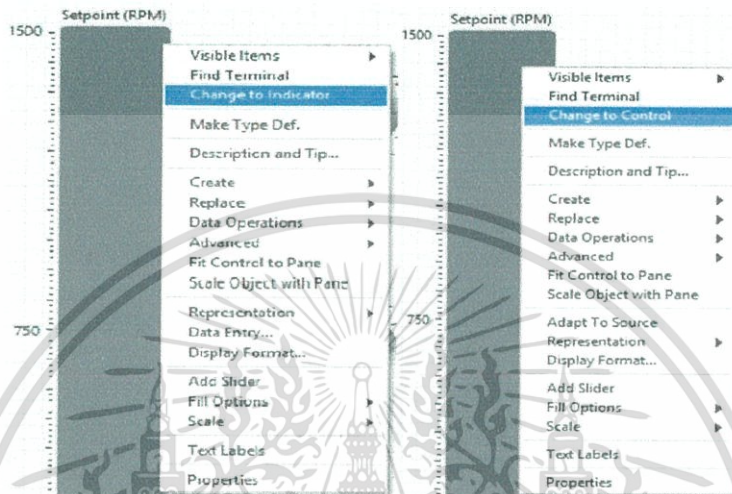 Setpoint (RPM)
1500
750
Visible Items
Find Terminal
Change to Indicator
Make Type Def.
Description and Tip...
Create
Replace
Data Operations
Advanced
Fit Control to Pane
Scale Object with Pane
Representation
Data Entry...
Display Format...
Add Slider
Fill Options
Scale
Text Labels
Properties
Setpoint (RPM)
1500
750
Visible Items
Find Terminal
Change to Control
Make Type Def.
Description and Tip...
Create
Replace
Data Operations
Advanced
Fit Control to Pane
Scale Object with Pane
Adapt To Source
Representation
Display Format...
Add Slider
Fill Options
Scale
Text Labels
Properties